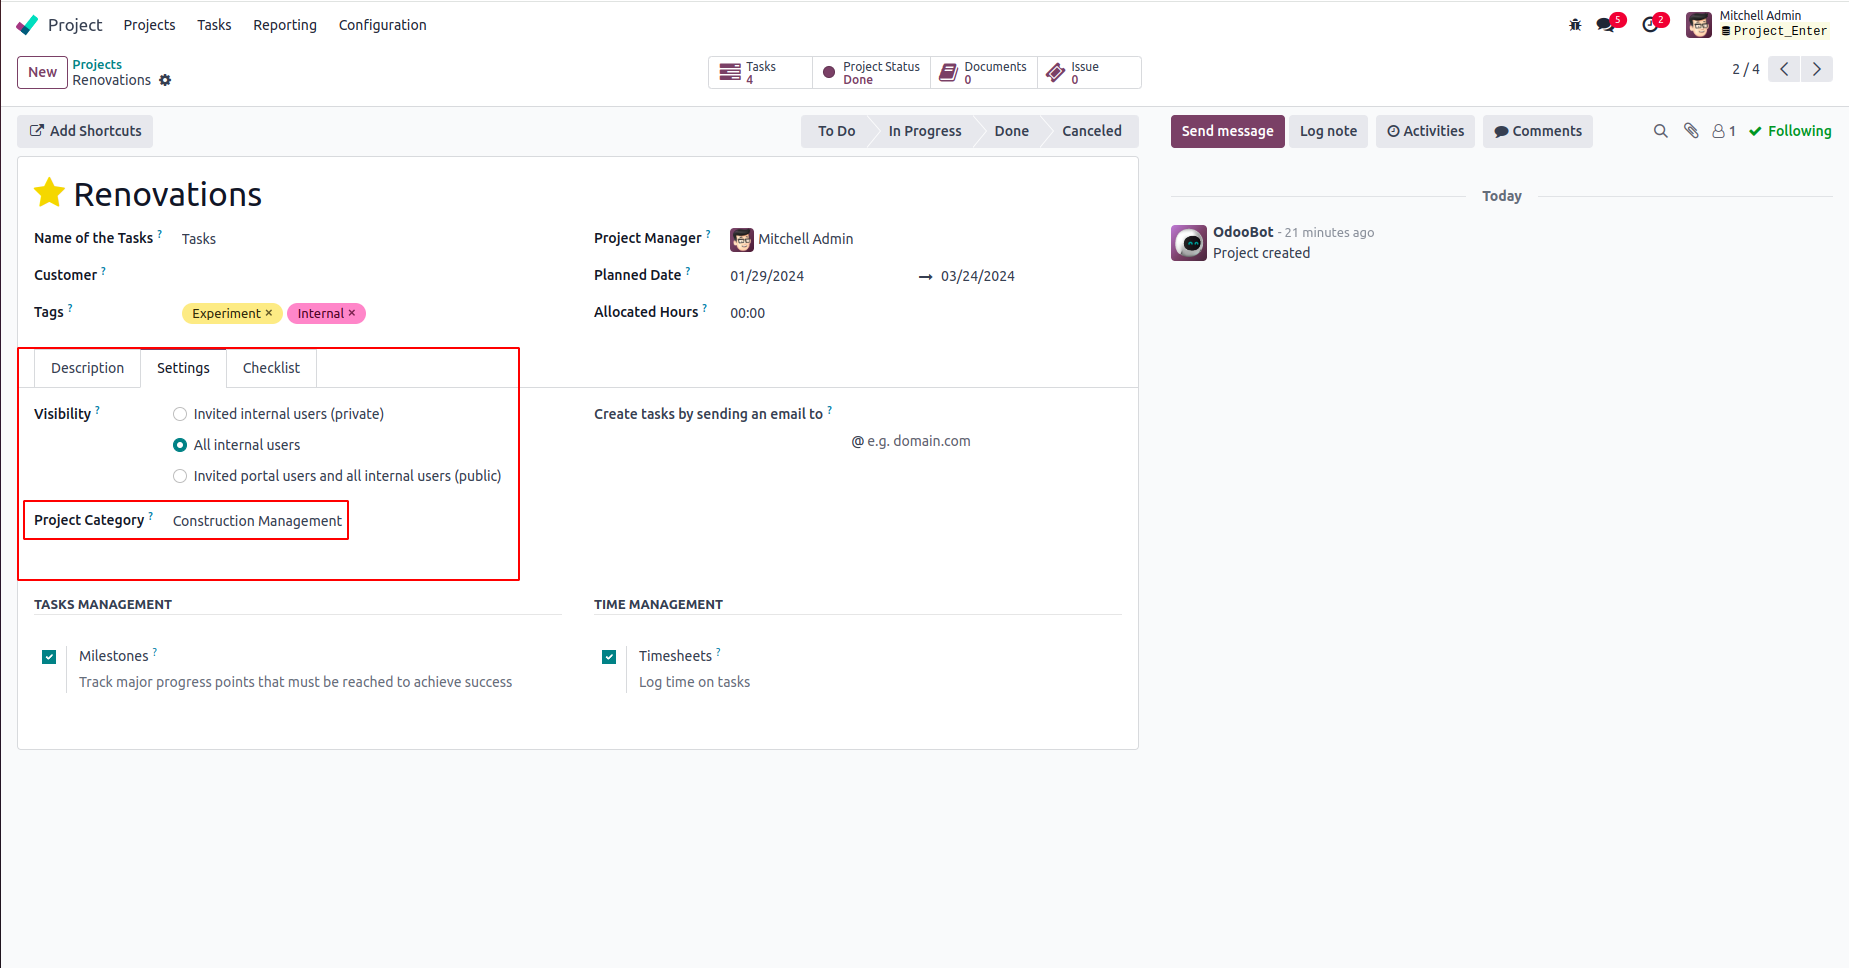 Project Projects Tasks Reporting Configuration 5 2 Mitchell Admin
Project_Enter
New Projects
Renovations
Tasks
4
Project Status
Done
Documents
0
Issue
0
2 / 4
Add Shortcuts To Do In Progress Done Canceled Send message Log note Activities Comments 1 Following
Renovations
Today
Name of the Tasks ? Tasks Project Manager ? Mitchell Admin
OdooBot - 21 minutes ago
Project created
Customer ? Planned Date ? 01/29/2024 → 03/24/2024
Tags ? Experiment × Internal × Allocated Hours ? 00:00
Description Settings Checklist
Visibility ? Invited internal users (private) Create tasks by sending an email to ?
All internal users @ e.g. domain.com
Invited portal users and all internal users (public)
Project Category ? Construction Management
TASKS MANAGEMENT TIME MANAGEMENT
Milestones ? Timesheets ?
Track major progress points that must be reached to achieve success Log time on tasks